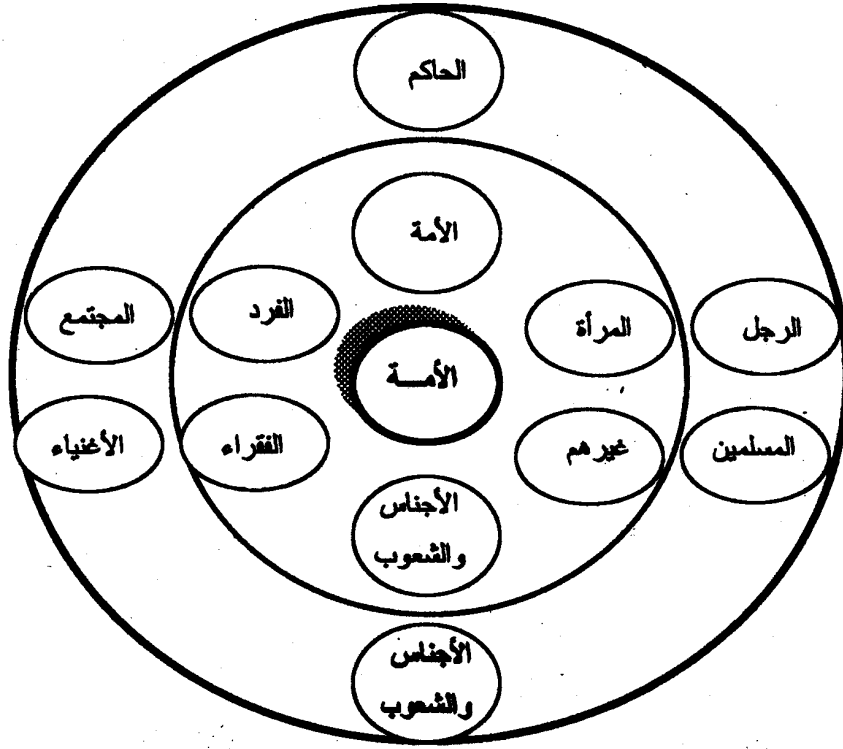 الحاكم
الأمة
الرجل
المرأة
الفرد
المجتمع
الأمـــة
المسلمين
غيرهم
الفقراء
الأغنياء
الأجناس
والشعوب
الأجناس
والشعوب